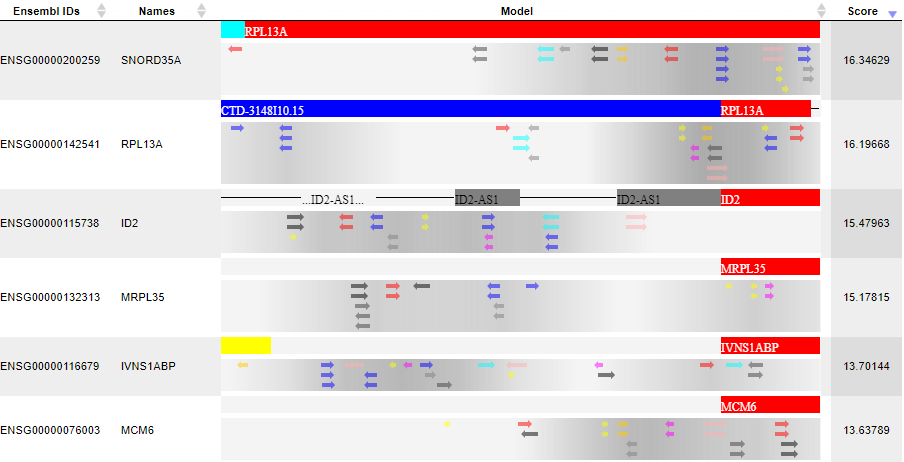 Ensembl IDs Names Model Score
RPL13A
ENSG00000200259 SNORD35A 16.34629
CTD-3148I10.15 RPL13A
ENSG00000142541 RPL13A 16.19668
...ID2-AS1... ID2-AS1 ID2-AS1 ID2
ENSG00000115738 ID2 15.47963
MRPL35
ENSG00000132313 MRPL35 15.17815
IVNS1ABP
ENSG00000116679 IVNS1ABP 13.70144
MCM6
ENSG00000076003 MCM6 13.63789